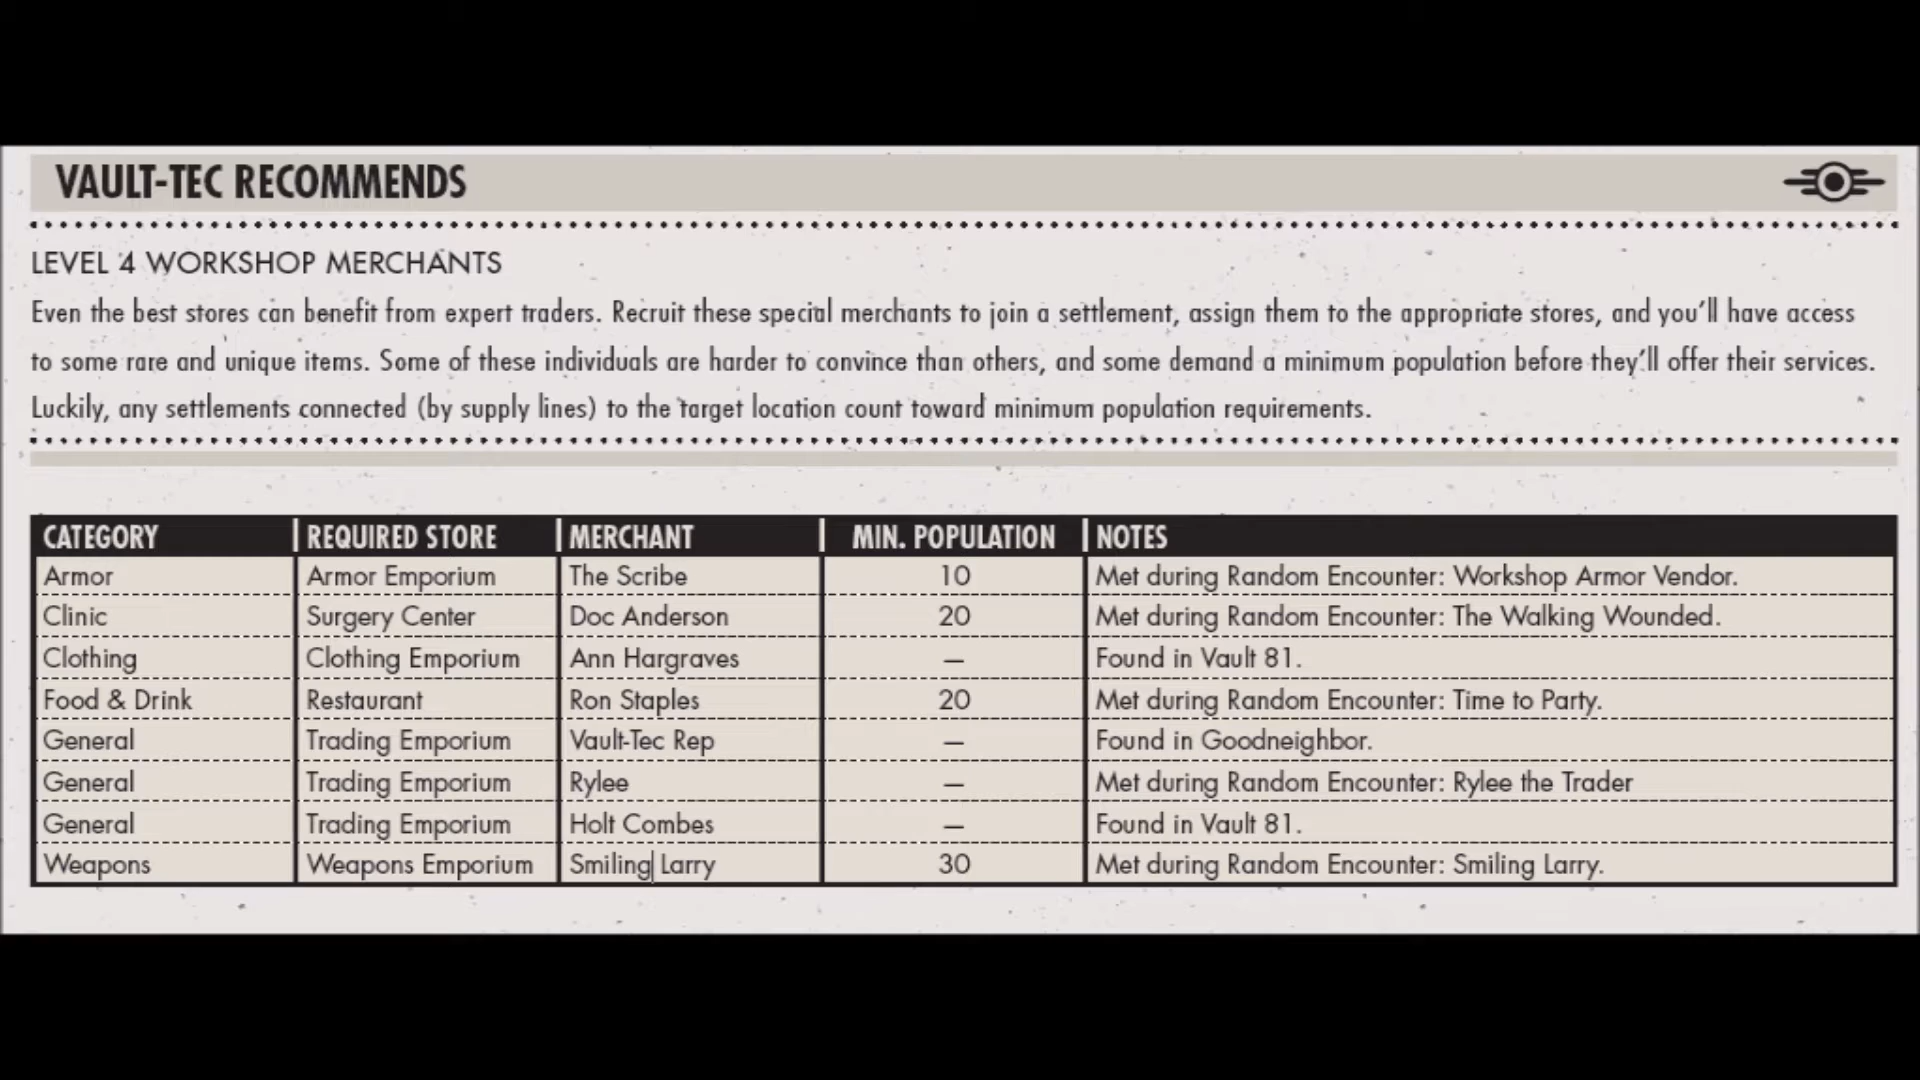 VAULT-TEC RECOMMENDS
LEVEL 4 WORKSHOP MERCHANTS
Even the best stores can benefit from expert traders. Recruit these special merchants to join a settlement, assign them to the appropriate stores, and you'll have access
to some rare and unique items. Some of these individuals are harder to convince than others, and some demand a minimum population before they'll offer their services.
Luckily, any settlements connected (by supply lines) to the target location count toward minimum population requirements.
CATEGORY REQUIRED STORE MERCHANT MIN. POPULATION NOTES
Armor Armor Emporium The Scribe 10 Met during Random Encounter: Workshop Armor Vendor.
Clinic Surgery Center Doc Anderson 20 Met during Random Encounter: The Walking Wounded.
Clothing Clothing Emporium Ann Hargraves — Found in Vault 81.
Food & Drink Restaurant Ron Staples 20 Met during Random Encounter: Time to Party.
General Trading Emporium Vault-Tec Rep — Found in Goodneighbor.
General Trading Emporium Rylee — Met during Random Encounter: Rylee the Trader
General Trading Emporium Holt Combes — Found in Vault 81.
Weapons Weapons Emporium Smiling Larry 30 Met during Random Encounter: Smiling Larry.